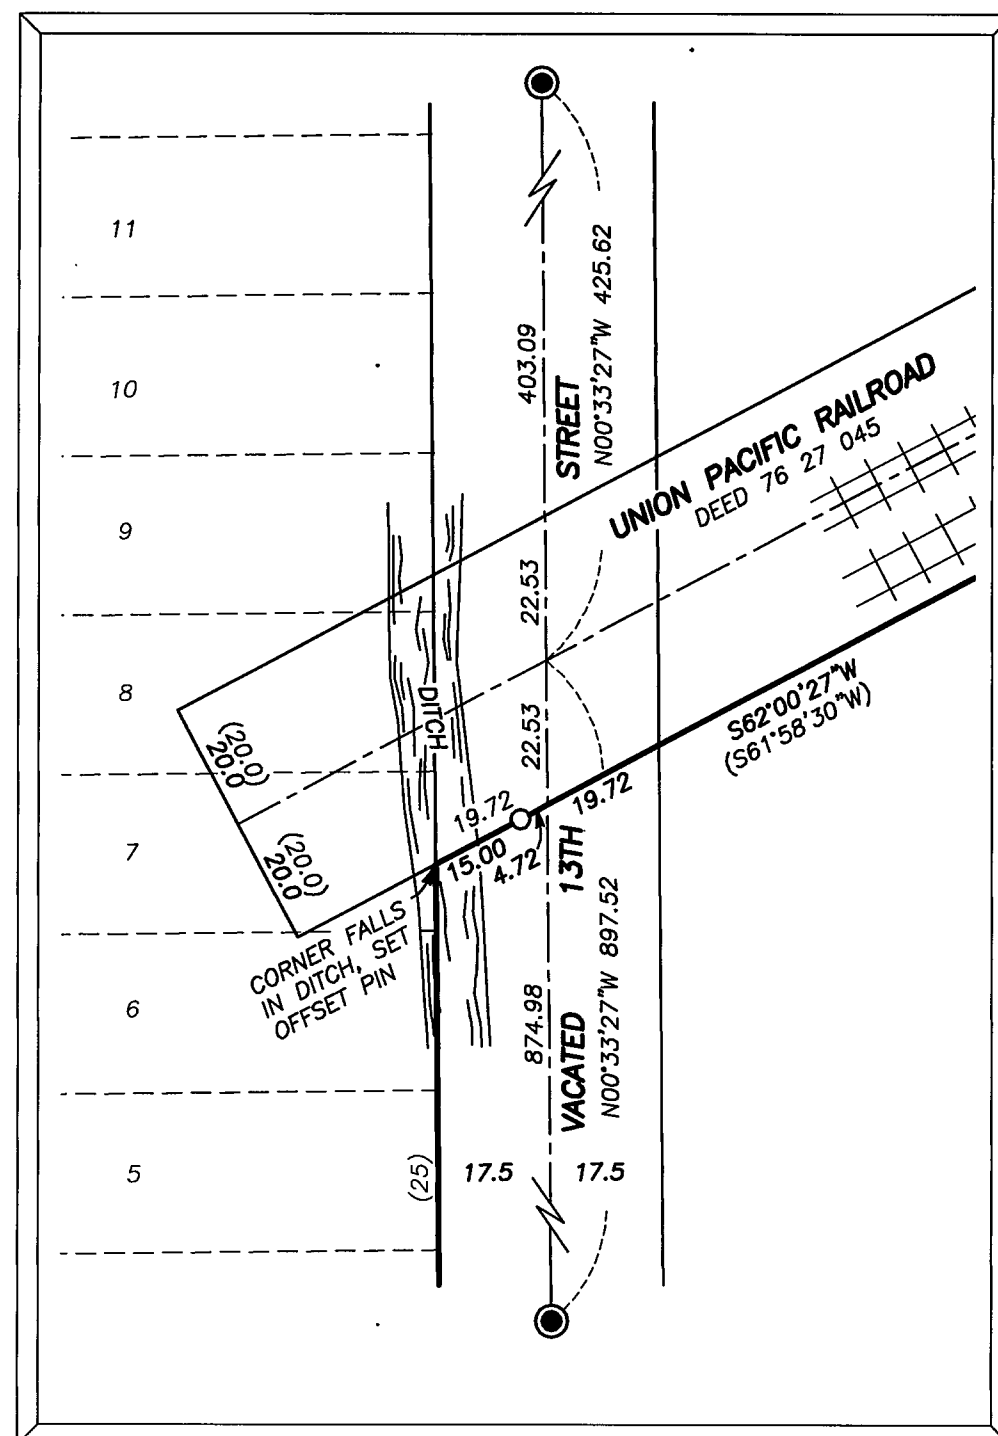 11
10
9
8
7
6
5
403.09
STREET
N00°33'27"W 425.62
UNION PACIFIC RAILROAD
DEED 76 27 045
22.53
22.53
DITCH
(20.0)
20.0
(20.0)
20.0
S62°00'27"W
(S61°58'30"W)
19.72
19.72
15.00
4.72
13TH
CORNER FALLS
IN DITCH, SET
OFFSET PIN
874.98
VACATED
N00°33'27"W 897.52
(25)
17.5
17.5